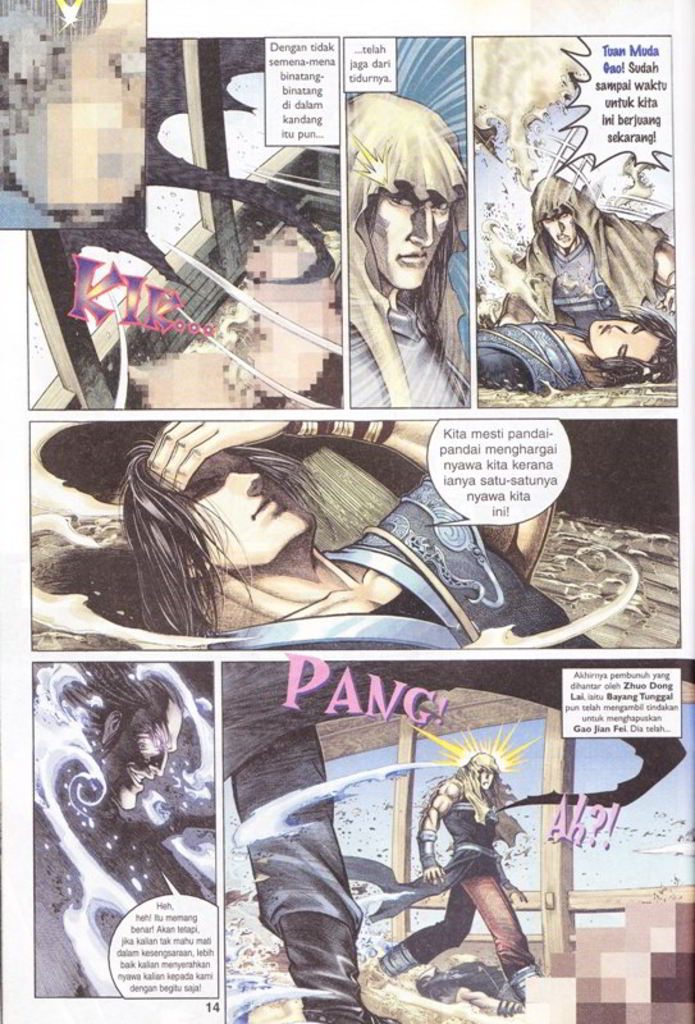 Dengan tidak
semena-mena
binatang-
binatang
di dalam
kandang
itu pun...
...telah
jaga dari
tidurnya.
Tuan Muda
Gao! Sudah
sampai waktu
untuk kita
ini berjuang
sekarang!
KIK...
Kita mesti pandai-
pandai menghargai
nyawa kita kerana
ianya satu-satunya
nyawa kita
ini!
Heh,
heh! Itu memang
benar! Akan tetapi,
jika kalian tak mahu mati
dalam kesengsaraan, lebih
baik kalian menyerahkan
nyawa kalian kepada kami
dengan begitu saja!
PANG!
Akhirnya pembunuh yang
dihantar oleh Zhuo Dong
Lai, iaitu Bayang Tunggal
pun telah mengambil tindakan
untuk menghapuskan
Gao Jian Fei. Dia telah...
Ah?!
14